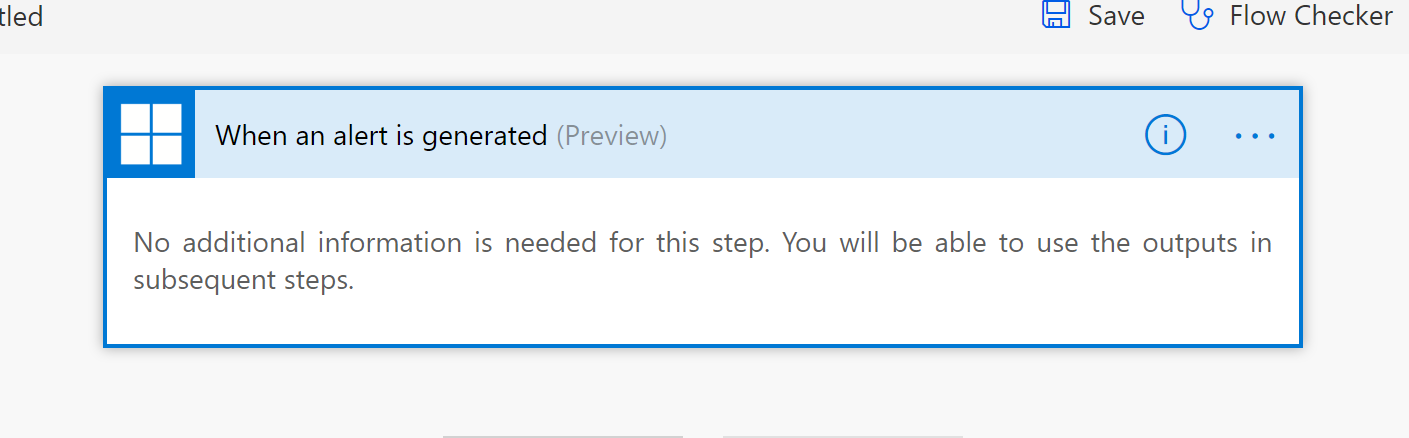 tled
Save
Flow Checker
When an alert is generated (Preview)
No additional information is needed for this step. You will be able to use the outputs in
subsequent steps.